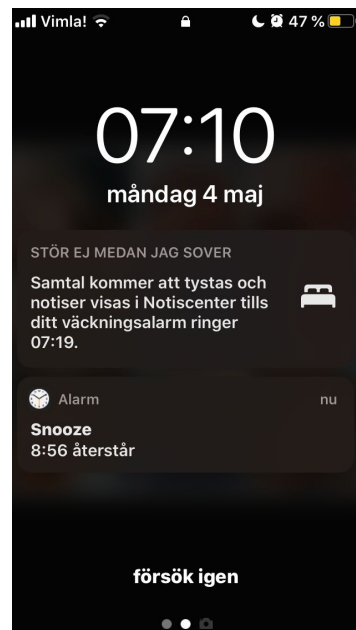 Vimla! 47 %
07:10
måndag 4 maj
STÖR EJ MEDAN JAG SOVER
Samtal kommer att tystas och
notiser visas i Notiscenter tills
ditt väckningsalarm ringer
07:19.
Alarm nu
Snooze
8:56 återstår
försök igen